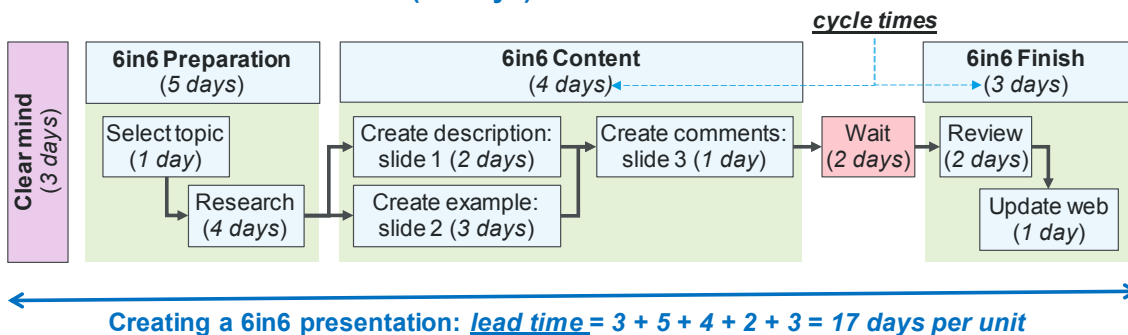 cycle times
Clear mind
(3 days)
6in6 Preparation
(5 days)
6in6 Content
(4 days)
6in6 Finish
(3 days)
Select topic
(1 day)
Research
(4 days)
Create description:
slide 1 (2 days)
Create example:
slide 2 (3 days)
Create comments:
slide 3 (1 day)
Wait
(2 days)
Review
(2 days)
Update web
(1 day)
Creating a 6in6 presentation: lead time = 3 + 5 + 4 + 2 + 3 = 17 days per unit